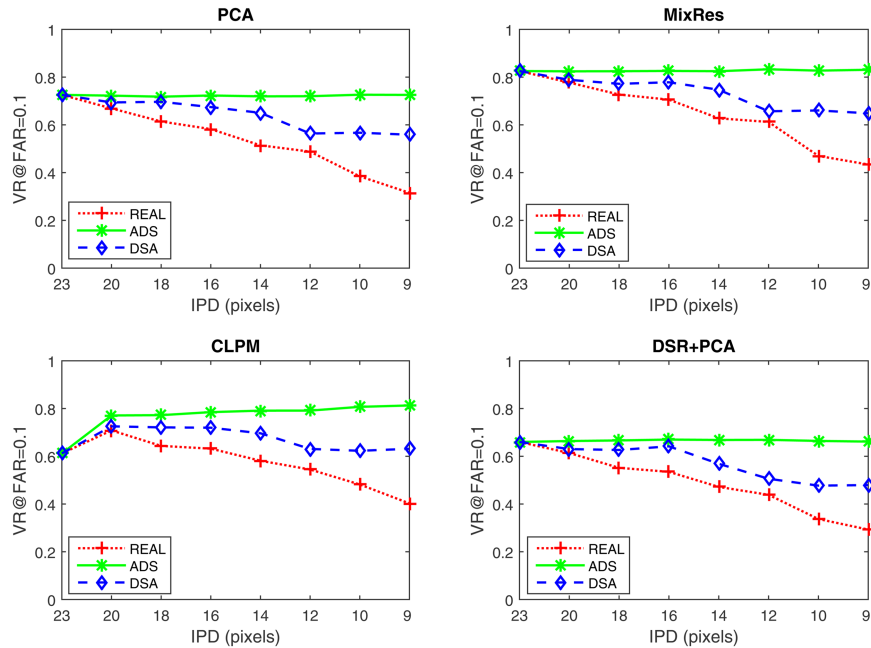 PCA
1
0.8
0.6
0.4
0.2
0
VR@FAR=0.1
REAL
ADS
DSA
23 20 18 16 14 12 10 9
IPD (pixels)
MixRes
1
0.8
0.6
0.4
0.2
0
VR@FAR=0.1
REAL
ADS
DSA
23 20 18 16 14 12 10 9
IPD (pixels)
CLPM
1
0.8
0.6
0.4
0.2
0
VR@FAR=0.1
REAL
ADS
DSA
23 20 18 16 14 12 10 9
IPD (pixels)
DSR+PCA
1
0.8
0.6
0.4
0.2
0
VR@FAR=0.1
REAL
ADS
DSA
23 20 18 16 14 12 10 9
IPD (pixels)